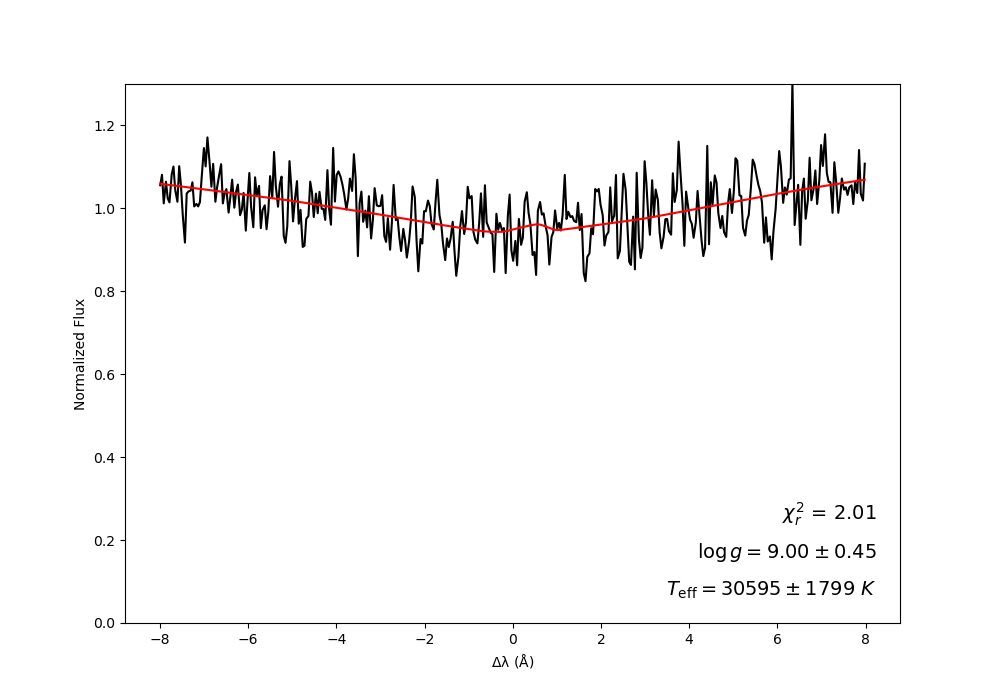 1.2
1.0
0.8
0.6
0.4
0.2
0.0
Normalized Flux
χ²ᵣ = 2.01
log g = 9.00 ± 0.45
T_eff = 30595 ± 1799 K
−8 −6 −4 −2 0 2 4 6 8
Δλ (Å)